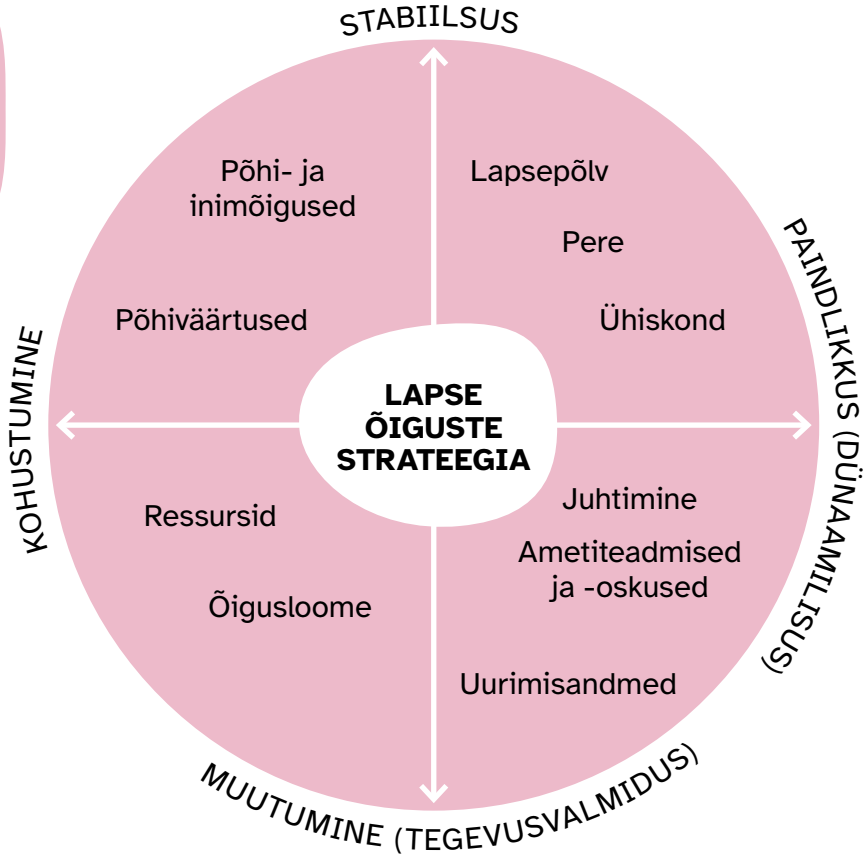 STABIILSUS
Põhi- ja
inimõigused
Põhiväärtused
Lapsepõlv
Pere
Ühiskond
PAINDLIKKUS (DÜNAAMILISUS)
KOHUSTUMINE
LAPSE
ÕIGUSTE
STRATEEGIA
Ressursid
Õigusloome
Juhtimine
Ametiteadmised
ja -oskused
Uurimisandmed
MUUTUMINE (TEGEVUSVALMIDUS)